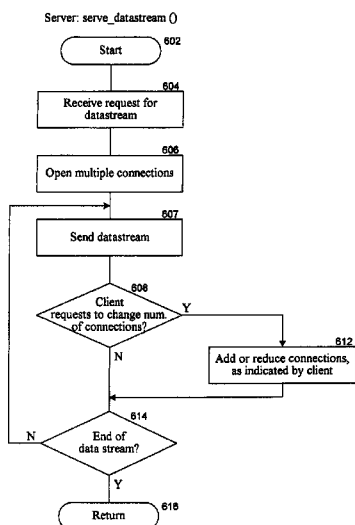 Server: serve_datastream ()
602
Start
604
Receive request for
datastream
606
Open multiple connections
607
Send datastream
608
Client
requests to change num.
of connections?
Y
N
612
Add or reduce connections,
as indicated by client
614
End of
data stream?
N
Y
616
Return